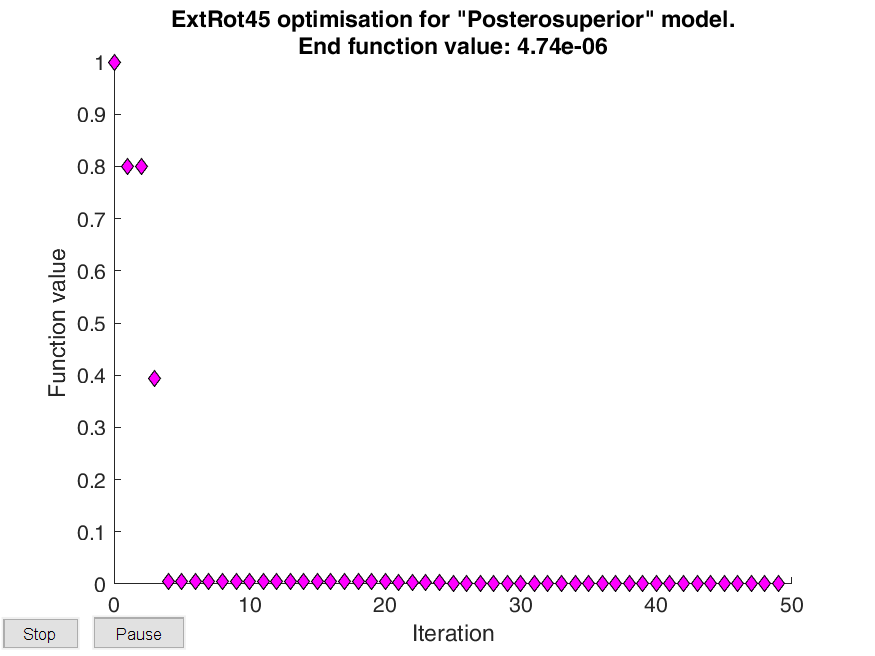 ExtRot45 optimisation for "Posterosuperior" model.
End function value: 4.74e-06
1
0.9
0.8
0.7
0.6
0.5
0.4
0.3
0.2
0.1
0
Function value
0 10 20 30 40 50
Iteration
Stop Pause